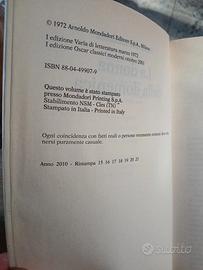 © 1972 Arnoldo Mondadori Editore S.p.A., Milano
I edizione Varia di letteratura marzo 1972
I edizione Oscar classici moderni ottobre 2001
ISBN 88-04-49907-9
Questo volume è stato stampato
presso Mondadori Printing S.p.A.
Stabilimento NSM - Cles (TN)
Stampato in Italia - Printed in Italy
Ogni coincidenza con fatti reali o persone veramente esistite
nersi puramente casuale.
Anno 2010 - Ristampa 15 16 17 18 19 20 21
subito